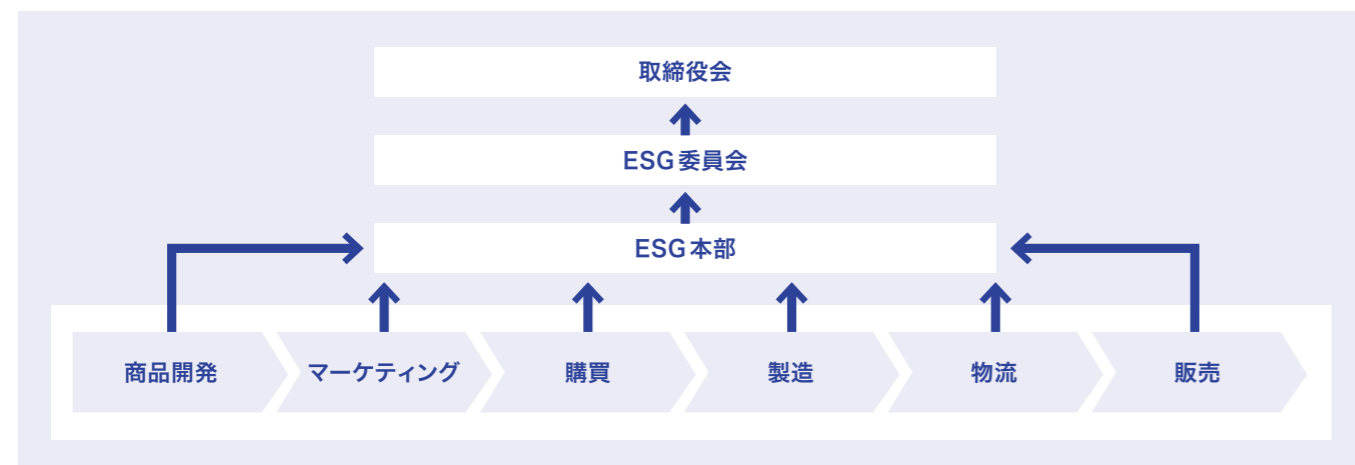 取締役会
ESG委員会
ESG本部
商品開発
マーケティング
購買
製造
物流
販売